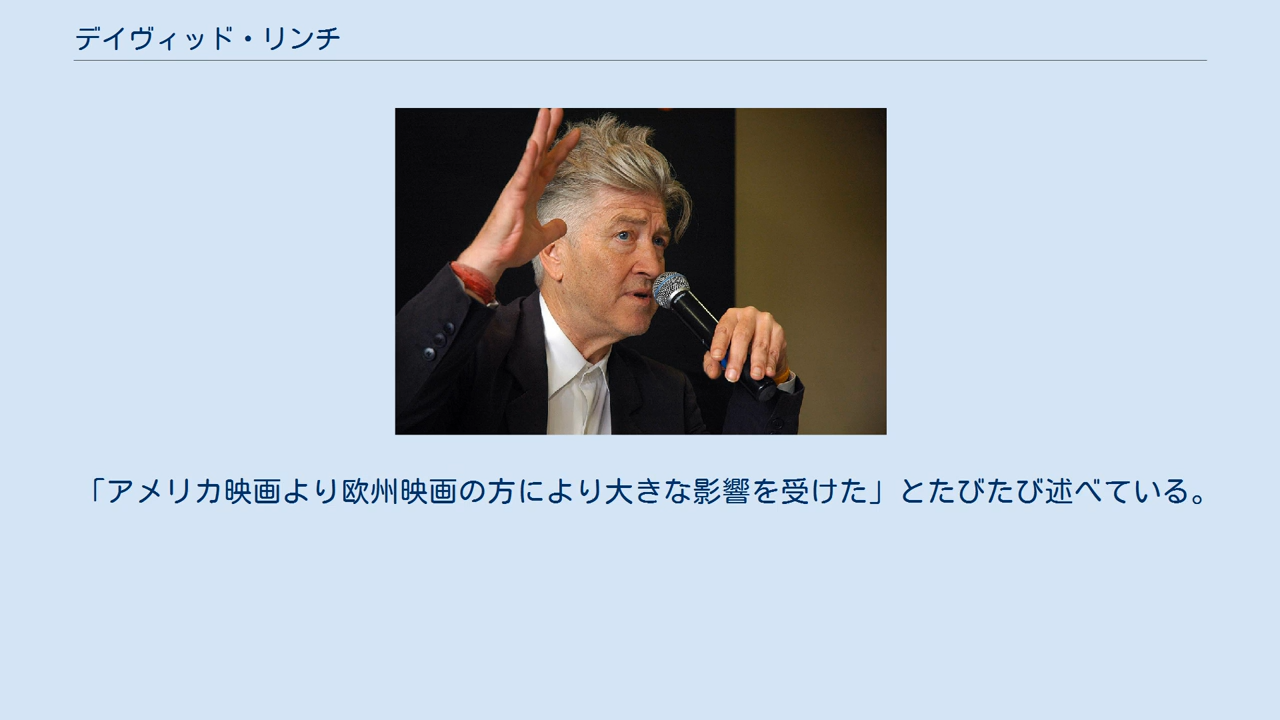 デイヴィッド・リンチ
「アメリカ映画より欧州映画の方により大きな影響を受けた」とたびたび述べている。